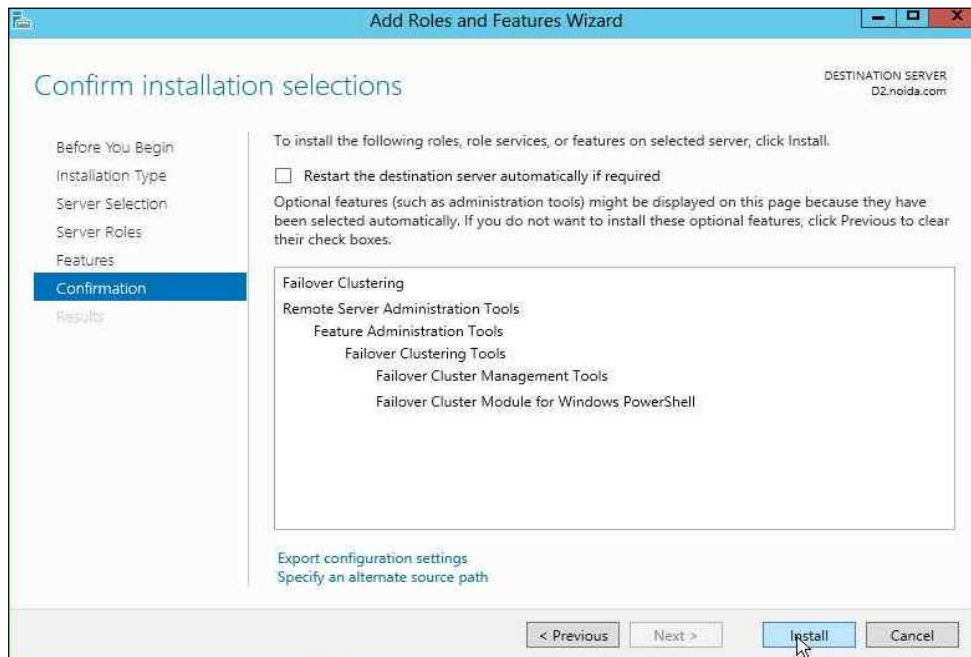 Add Roles and Features Wizard
Confirm installation selections
DESTINATION SERVER
D2.noida.com
Before You Begin
Installation Type
Server Selection
Server Roles
Features
Confirmation
Results
To install the following roles, role services, or features on selected server, click Install.
Restart the destination server automatically if required
Optional features (such as administration tools) might be displayed on this page because they have
been selected automatically. If you do not want to install these optional features, click Previous to clear
their check boxes.
Failover Clustering
Remote Server Administration Tools
Feature Administration Tools
Failover Clustering Tools
Failover Cluster Management Tools
Failover Cluster Module for Windows PowerShell
Export configuration settings
Specify an alternate source path
< Previous
Next >
Install
Cancel